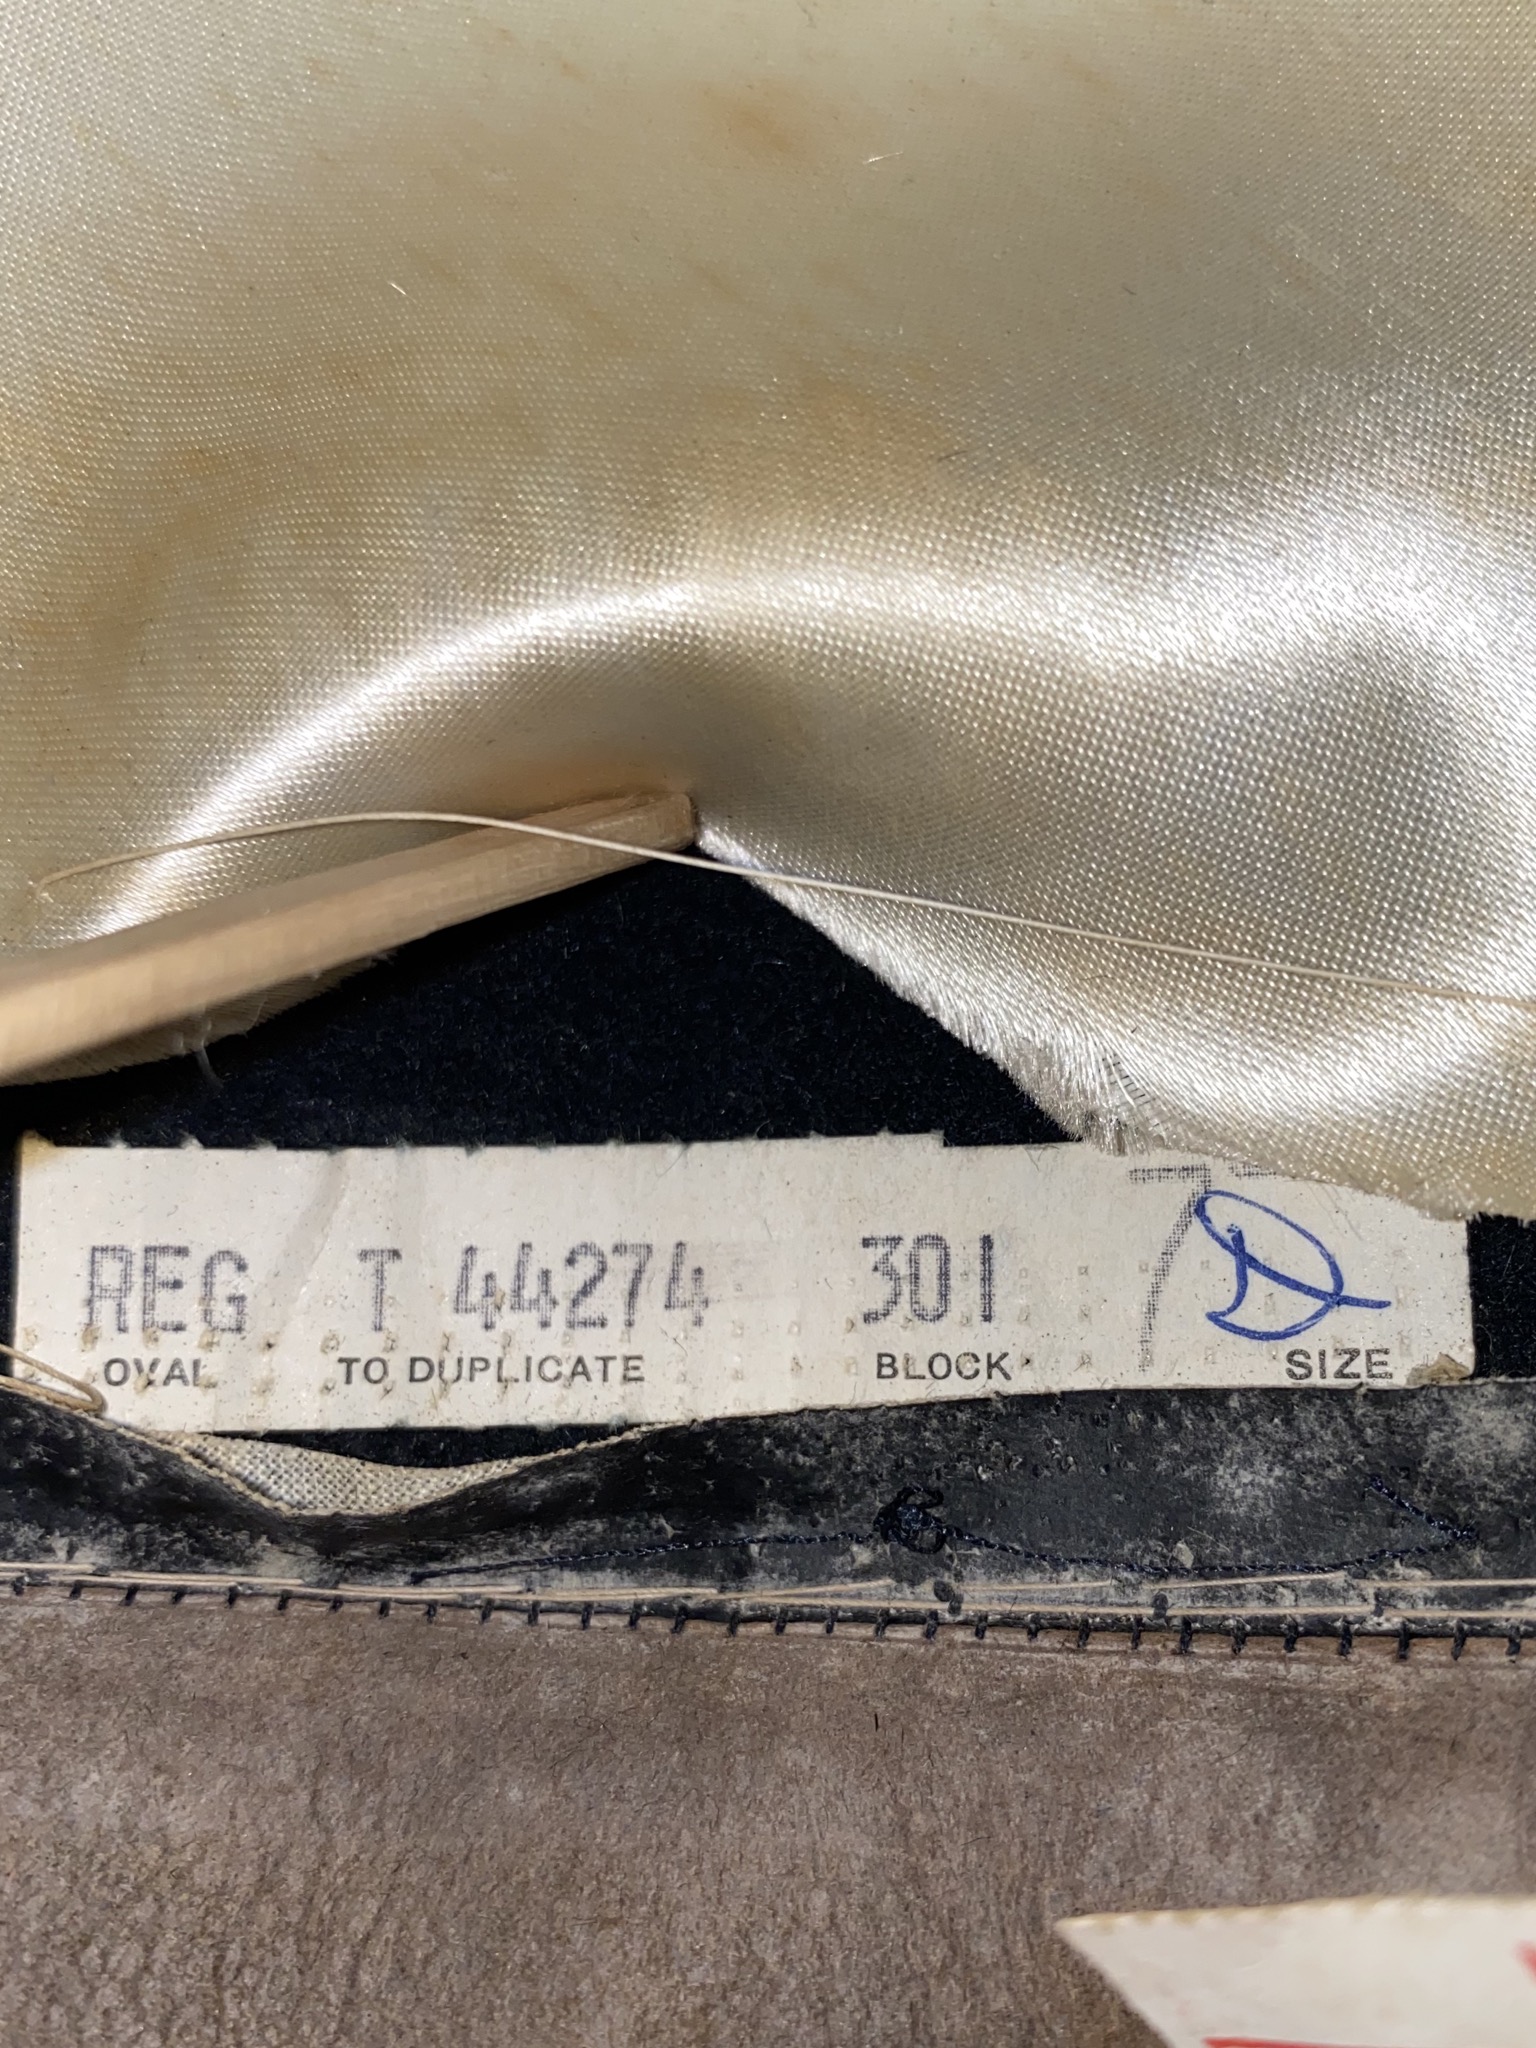 REG T 44274 301 7
OVAL TO DUPLICATE BLOCK SIZE